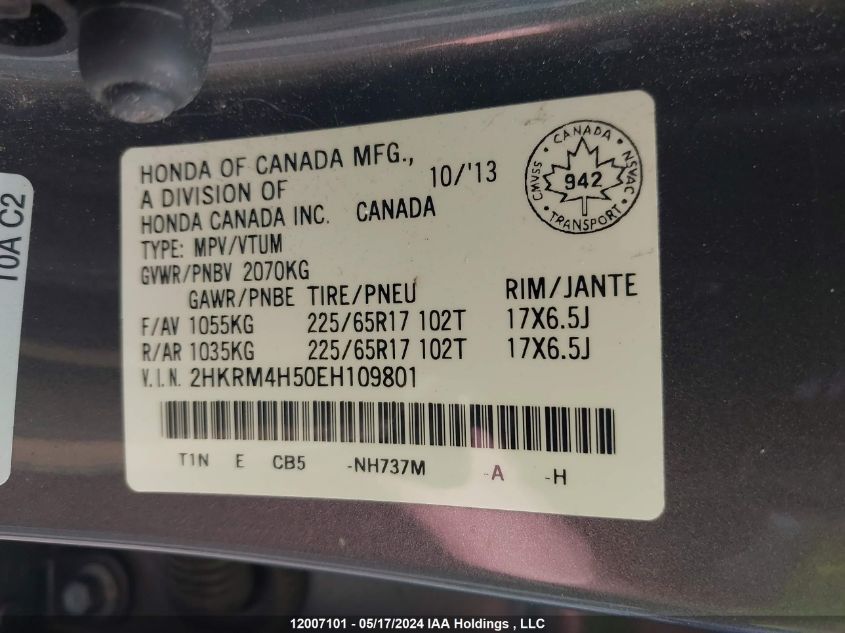 HONDA OF CANADA MFG., 10/'13
A DIVISION OF
HONDA CANADA INC. CANADA
TYPE: MPV/VTUM
GVWR/PNBV 2070KG
GAWR/PNBE TIRE/PNEU RIM/JANTE
F/AV 1055KG 225/65R17 102T 17X6.5J
R/AR 1035KG 225/65R17 102T 17X6.5J
V.I.N. 2HKRM4H50EH109801
T1N E CB5 -NH737M -A -H
CANADA
CMVSS 942 NSVAC
TRANSPORT
T0A C2
12007101 - 05/17/2024 IAA Holdings , LLC